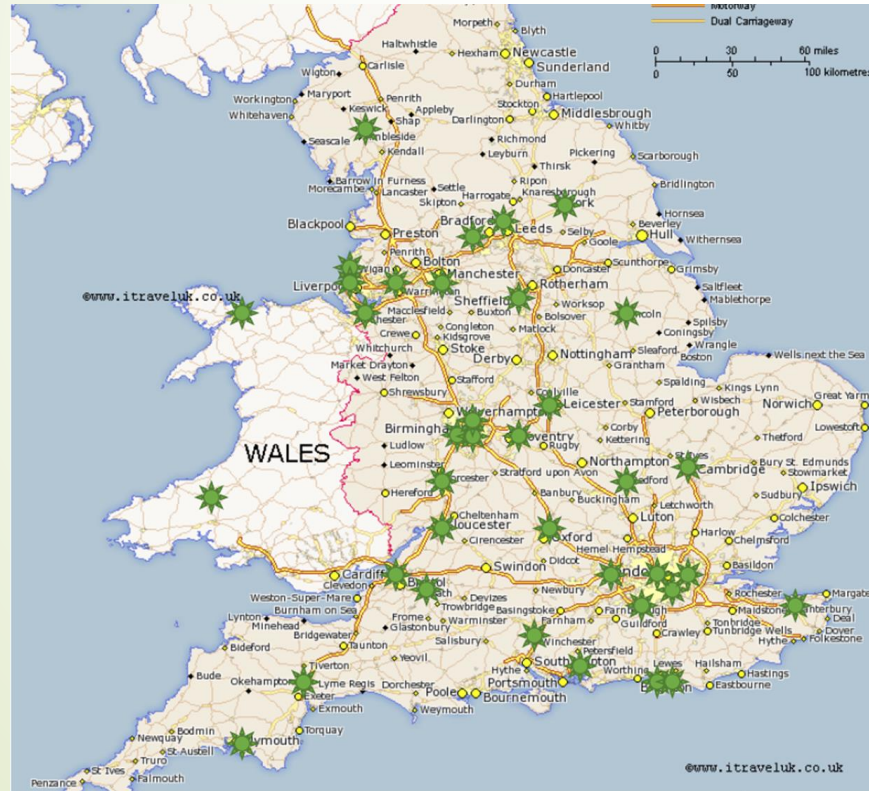 Motorway
Dual Carriageway
0 30 60 miles
0 50 100 kilometres
Morpeth
Blyth
Haltwhistle
Hexham
Newcastle
Sunderland
Carlisle
Wigton
Durham
Maryport
Penrith
Hartlepool
Workington
Keswick
Appleby
Stockton
Middlesbrough
Whitehaven
Shap
Darlington
Whitby
Richmond
Seascale
Kendall
Leyburn
Pickering
Scarborough
Thirsk
Barrow in Furness
Settle
Ripon
Bridlington
Morecambe
Lancaster
Harrogate
Knaresborough
Skipton
Hornsea
Blackpool
Bradford
Beverley
Preston
Leeds
Selby
Hull
Withernsea
Goole
Penrith
Bolton
Wigan
Doncaster
Scunthorpe
Grimsby
Manchester
©www.itraveluk.co.uk
Rotherham
Saltfleet
Sheffield
Worksop
Mablethorpe
Macclesfield
Buxton
Bolsover
Spilsby
Congleton
Coningsby
Crewe
Kidsgrove
Matlock
Wrangle
Whitchurch
Stoke
Sleaford
Boston
Derby
Nottingham
Wells next the Sea
Market Drayton
Grantham
West Felton
Stafford
Spalding
Kings Lynn
Shrewsbury
Stamford
Wisbech
Norwich
Great Yarm
Leicester
Peterborough
Lowestoft
Birmingham
Corby
Thetford
Ludlow
Rugby
Kettering
WALES
Leominster
Northampton
Cambridge
Bury St. Edmunds
Stratford upon Avon
Stowmarket
Hereford
Banbury
Ipswich
Buckingham
Sudbury
Letchworth
Cheltenham
Luton
Colchester
Cirencester
Harlow
Chelmsford
Hemel Hempstead
Didcot
Cardiff
Swindon
Basildon
Clevedon
Weston-Super-Mare
Newbury
Rochester
Margate
Trowbridge
Devizes
Burnham on Sea
Basingstoke
Maidstone
Lynton
Frome
Warminster
Farnham
Deal
Minehead
Glastonbury
Guildford
Tonbridge
Dover
Bridgewater
Salisbury
Winchester
Crawley
Tunbridge Wells
Folkestone
Bideford
Taunton
Petersfield
Hythe
Tiverton
Yeovil
Hythe
Lewes
Hailsham
Bude
Okehampton
Lyme Regis
Dorchester
Portsmouth
Worthing
Hastings
Poole
Eastbourne
Exeter
Bournemouth
Exmouth
Weymouth
Bodmin
Torquay
Newquay
St Austell
Truro
©www.itraveluk.co.uk
St Ives
Penzance
Falmouth